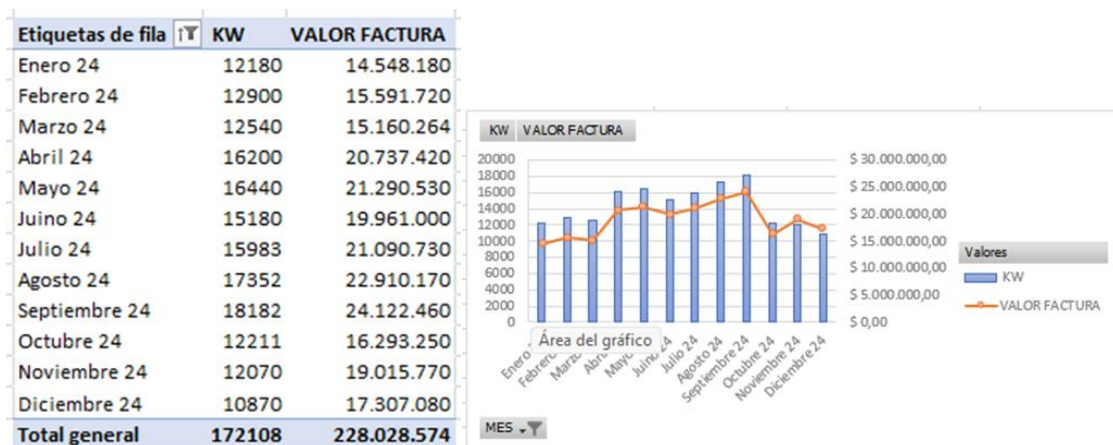 Etiquetas de fila KW VALOR FACTURA
Enero 24 12180 14.548.180
Febrero 24 12900 15.591.720
Marzo 24 12540 15.160.264
Abril 24 16200 20.737.420
Mayo 24 16440 21.290.530
Juino 24 15180 19.961.000
Julio 24 15983 21.090.730
Agosto 24 17352 22.910.170
Septiembre 24 18182 24.122.460
Octubre 24 12211 16.293.250
Noviembre 24 12070 19.015.770
Diciembre 24 10870 17.307.080
Total general 172108 228.028.574
KW VALOR FACTURA
20000 $ 30.000.000,00
18000
16000 $ 25.000.000,00
14000 $ 20.000.000,00
12000
10000 $ 15.000.000,00
8000 $ 10.000.000,00
6000
4000 $ 5.000.000,00
2000
0 $ 0,00
Área del gráfico
Enero
Febrero
Marzo
Abril
Mayo
Juino 24
Julio 24
Agosto 24
Septiembre 24
Octubre 24
Noviembre 24
Diciembre 24
Valores
KW
VALOR FACTURA
MES